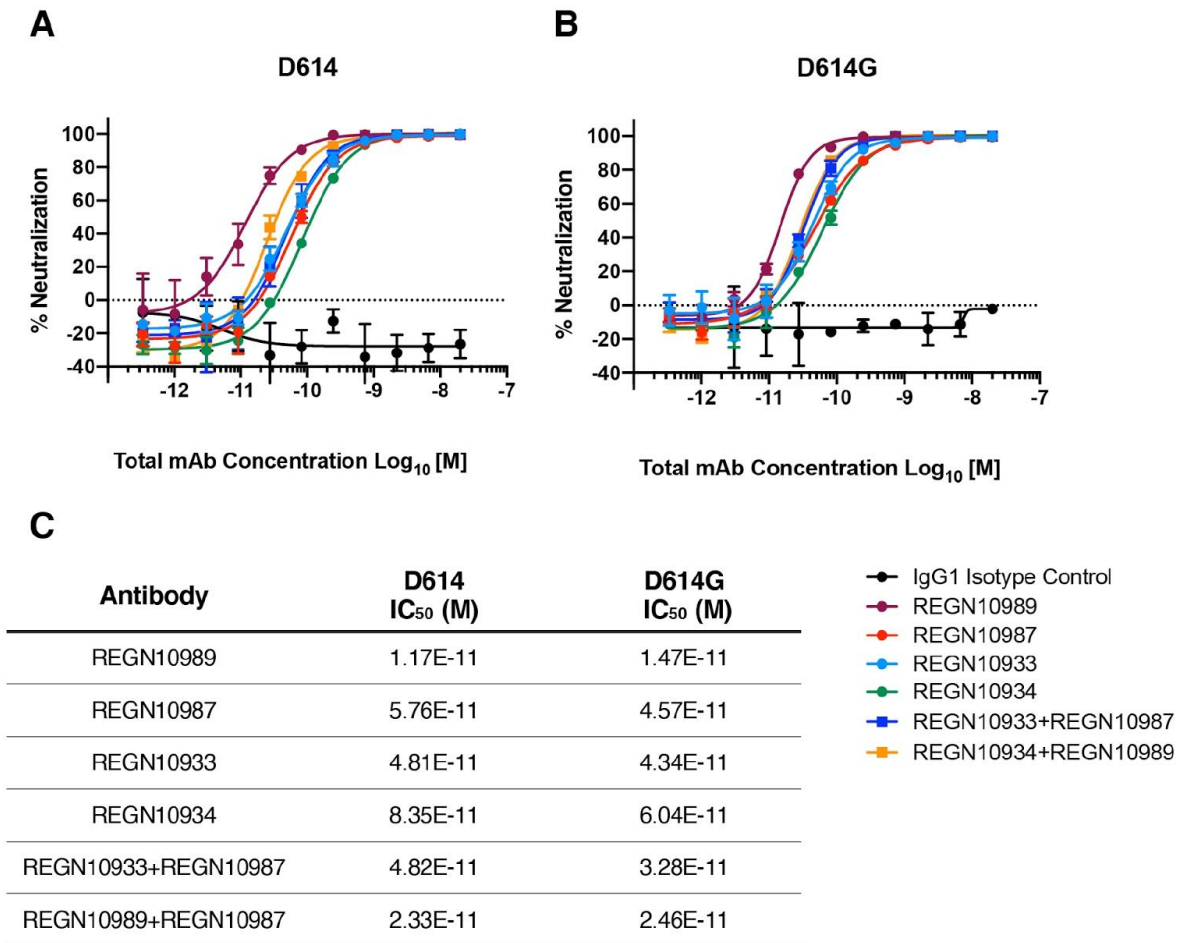 A
D614
% Neutralization
100
80
60
40
20
0
-20
-40
-12 -11 -10 -9 -8 -7
Total mAb Concentration Log10 [M]
B
D614G
% Neutralization
100
80
60
40
20
0
-20
-40
-12 -11 -10 -9 -8 -7
Total mAb Concentration Log10 [M]
C
Antibody D614 IC50 (M) D614G IC50 (M)
REGN10989 1.17E-11 1.47E-11
REGN10987 5.76E-11 4.57E-11
REGN10933 4.81E-11 4.34E-11
REGN10934 8.35E-11 6.04E-11
REGN10933+REGN10987 4.82E-11 3.28E-11
REGN10989+REGN10987 2.33E-11 2.46E-11
IgG1 Isotype Control
REGN10989
REGN10987
REGN10933
REGN10934
REGN10933+REGN10987
REGN10934+REGN10989